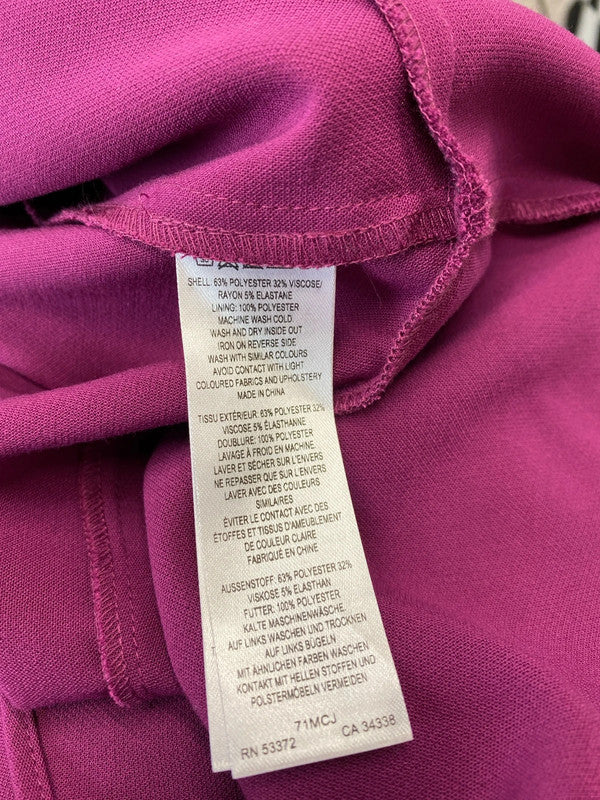 SHELL: 63% POLYESTER 32% VISCOSE/
RAYON 5% ELASTANE
LINING: 100% POLYESTER
MACHINE WASH COLD
WASH AND DRY INSIDE OUT
IRON ON REVERSE SIDE
WASH WITH SIMILAR COLOURS
AVOID CONTACT WITH LIGHT
COLOURED FABRICS AND UPHOLSTERY
MADE IN CHINA
TISSU EXTÉRIEUR: 63% POLYESTER 32%
VISCOSE 5% ÉLASTHANNE
DOUBLURE: 100% POLYESTER
LAVAGE À FROID EN MACHINE.
LAVER ET SÉCHER SUR L'ENVERS
NE REPASSER QUE SUR L'ENVERS
LAVER AVEC DES COULEURS
SIMILAIRES
ÉVITER LE CONTACT AVEC DES
ÉTOFFES ET TISSUS D'AMEUBLEMENT
DE COULEUR CLAIRE
FABRIQUÉ EN CHINE
AUSSENSTOFF: 63% POLYESTER 32%
VISKOSE 5% ELASTHAN
FUTTER: 100% POLYESTER
KALTE MASCHINENWÄSCHE.
AUF LINKS WASCHEN UND TROCKNEN
AUF LINKS BÜGELN
MIT ÄHNLICHEN FARBEN WASCHEN
KONTAKT MIT HELLEN STOFFEN UND
POLSTERMÖBELN VERMEIDEN
71MCJ
RN 53372 CA 34338